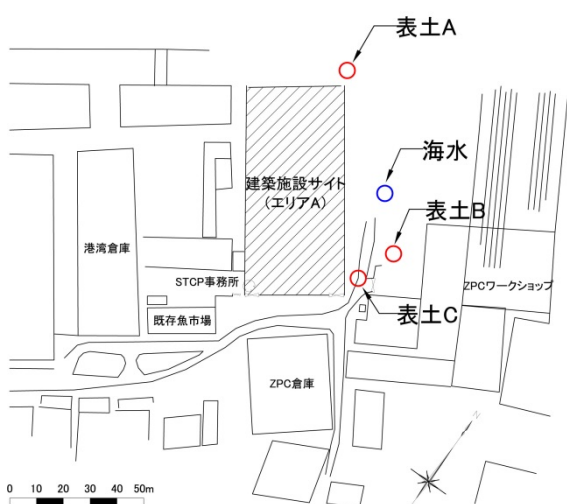 表土A
海水
建築施設サイト
（エリアA）
表土B
港湾倉庫
STCP事務所
ZPCワークショップ
既存魚市場
表土C
ZPC倉庫
N
0 10 20 30 40 50m